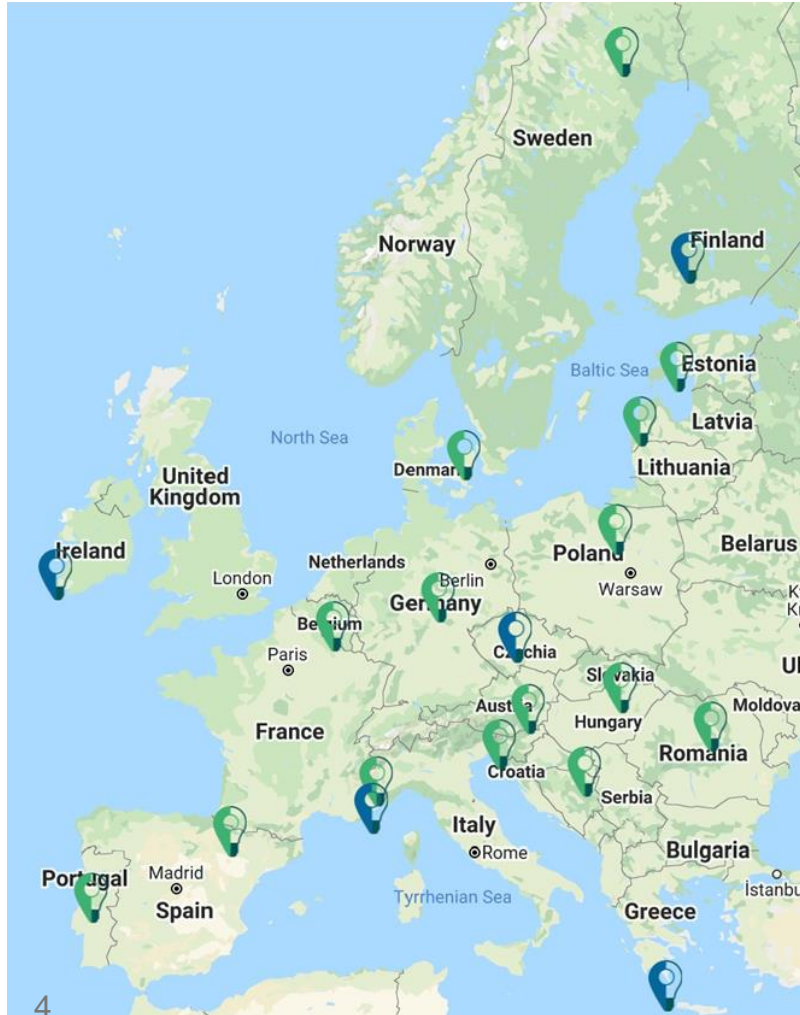 Sweden
Norway
Finland
Baltic Sea
Estonia
North Sea
Latvia
Denmark
Lithuania
United
Kingdom
Ireland
Poland
Belarus
Netherlands
Berlin
London
Germany
Warsaw
Belgium
Czechia
Paris
Slovakia
Austria
Moldova
Hungary
France
Romania
Croatia
Serbia
Italy
Bulgaria
Rome
Portugal
Madrid
İstanbu
Tyrrhenian Sea
Spain
Greece
4